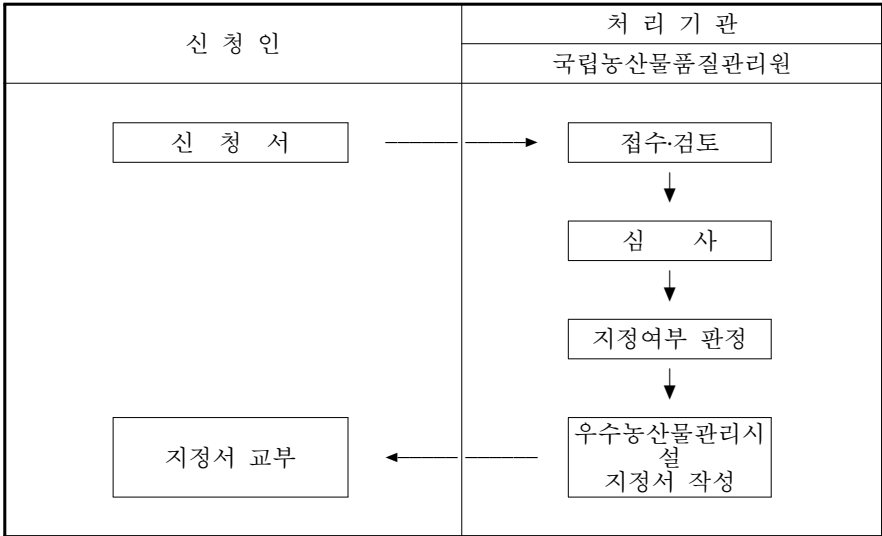 신 청 인
처 리 기 관
국립농산물품질관리원
신 청 서
접수·검토
심 사
지정여부 판정
지정서 교부
우수농산물관리시
설
지정서 작성